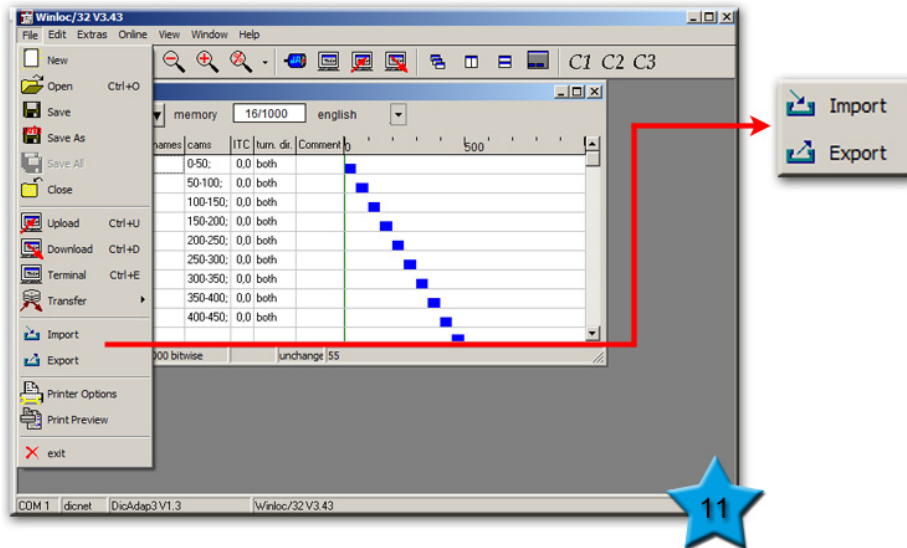 Winloc/32 V3.43
File Edit Extras Online View Window Help
C1 C2 C3
New
Open Ctrl+O
Save
Save As
Save All
Close
Upload Ctrl+U
Download Ctrl+D
Terminal Ctrl+E
Transfer
Import
Export
Printer Options
Print Preview
exit
memory 16/1000 english
names cams ITC turn. dir. Comment 0 500
0-50; 0,0 both
50-100; 0,0 both
100-150; 0,0 both
150-200; 0,0 both
200-250; 0,0 both
250-300; 0,0 both
300-350; 0,0 both
350-400; 0,0 both
400-450; 0,0 both
000 bitwise unchange 55
COM 1 dicnet DicAdap3 V1.3 Winloc/32 V3.43
Import
Export
11